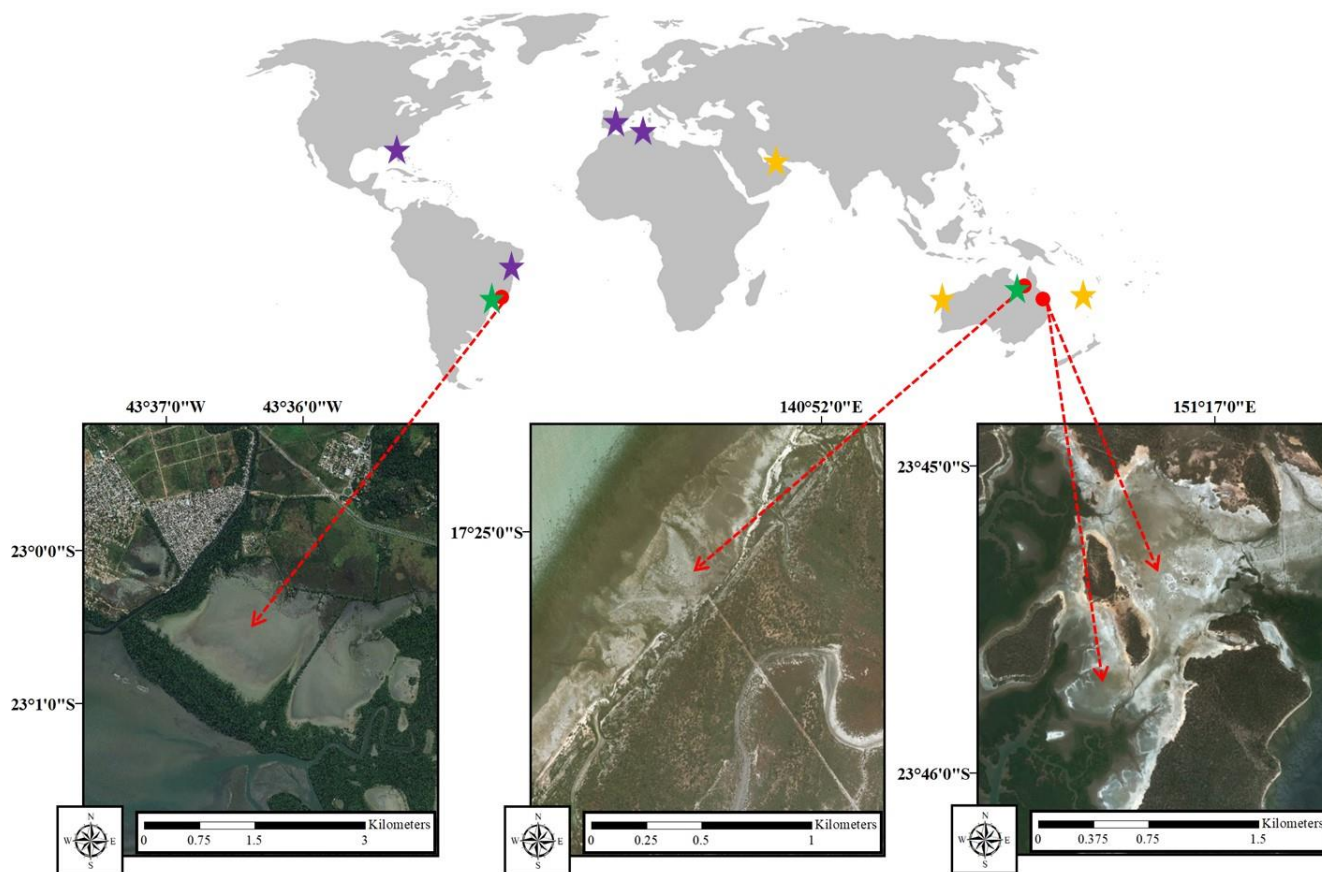 43°37'0"W 43°36'0"W
140°52'0"E
151°17'0"E
23°45'0"S
17°25'0"S
23°0'0"S
23°1'0"S
23°46'0"S
N
W E
S
Kilometers
0 0.75 1.5 3
N
W E
S
Kilometers
0 0.25 0.5 1
N
W E
S
Kilometers
0 0.375 0.75 1.5